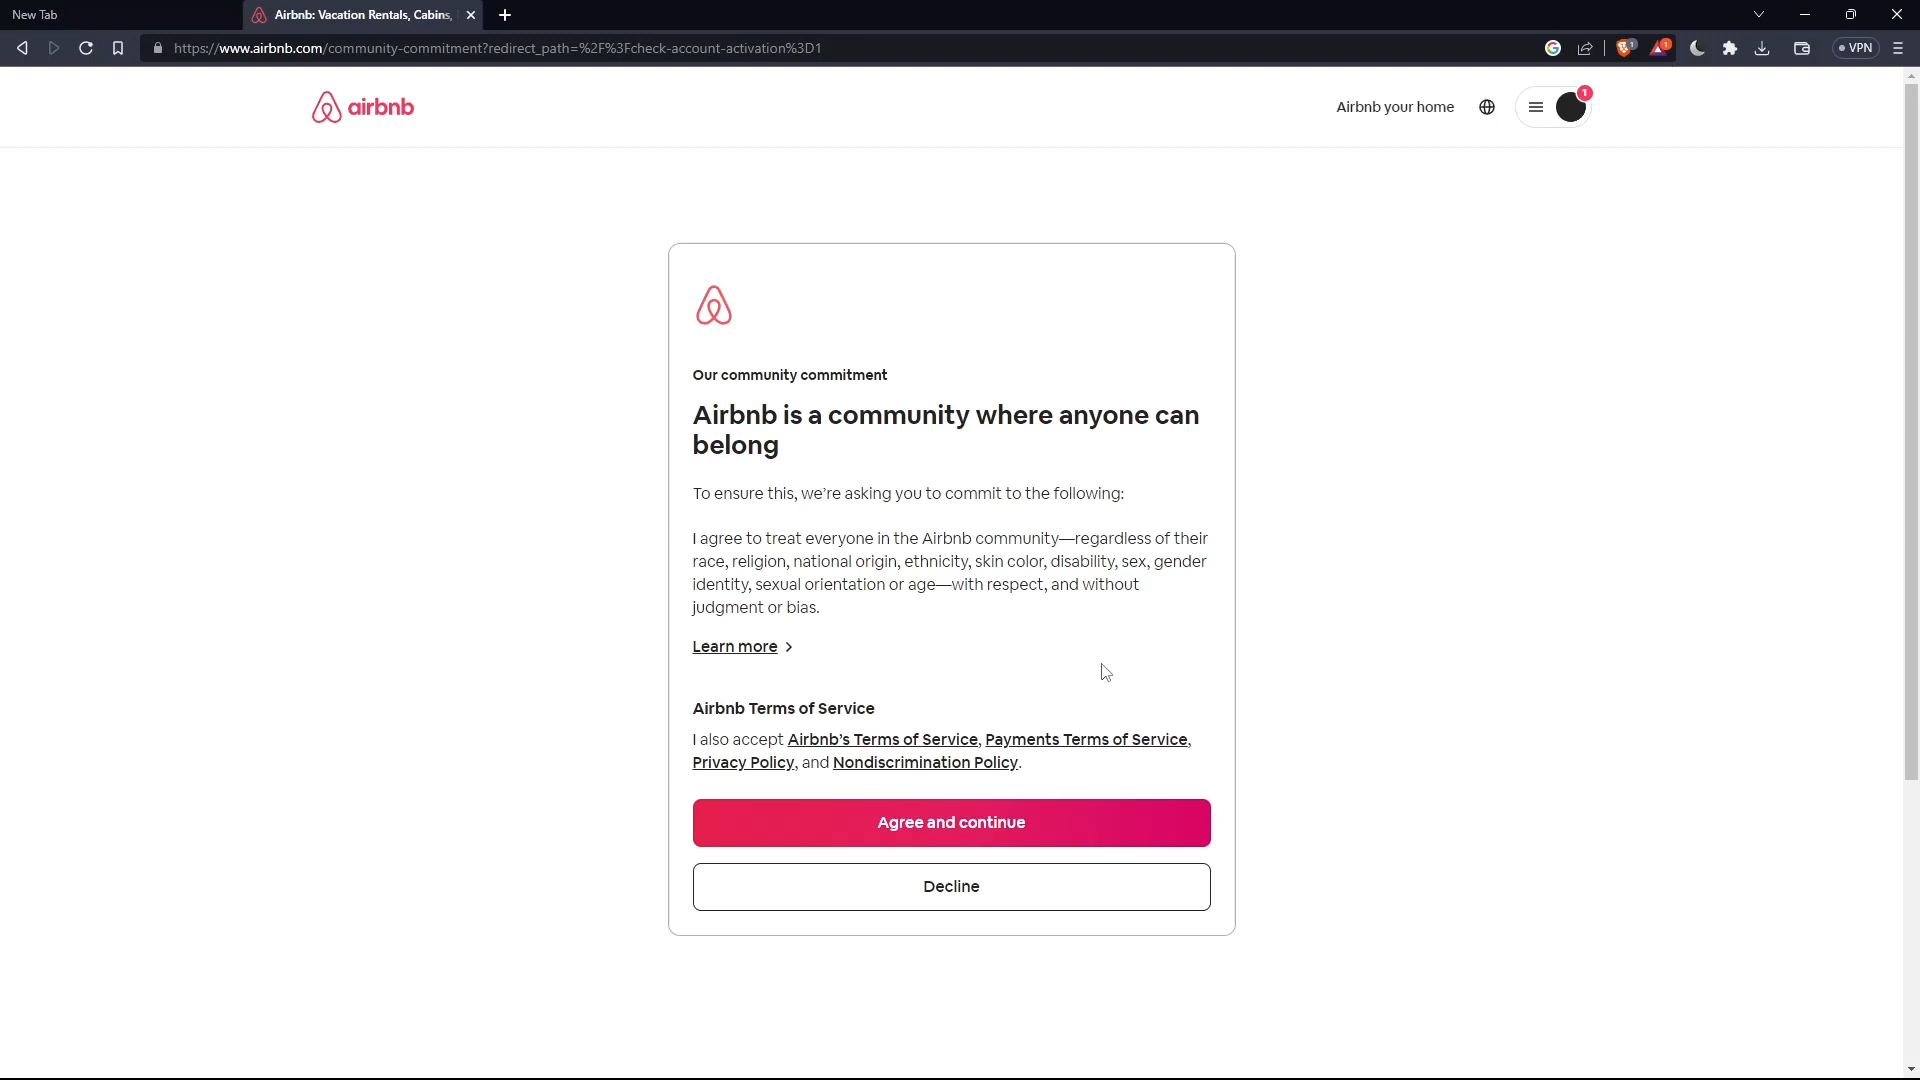 New Tab
Airbnb: Vacation Rentals, Cabins,
https://www.airbnb.com/community-commitment?redirect_path=%2F%3Fcheck-account-activation%3D1
1
1
VPN
airbnb
Airbnb your home
1
Our community commitment
Airbnb is a community where anyone can
belong
To ensure this, we’re asking you to commit to the following:
I agree to treat everyone in the Airbnb community—regardless of their
race, religion, national origin, ethnicity, skin color, disability, sex, gender
identity, sexual orientation or age—with respect, and without
judgment or bias.
Learn more
Airbnb Terms of Service
I also accept Airbnb’s Terms of Service, Payments Terms of Service,
Privacy Policy, and Nondiscrimination Policy.
Agree and continue
Decline